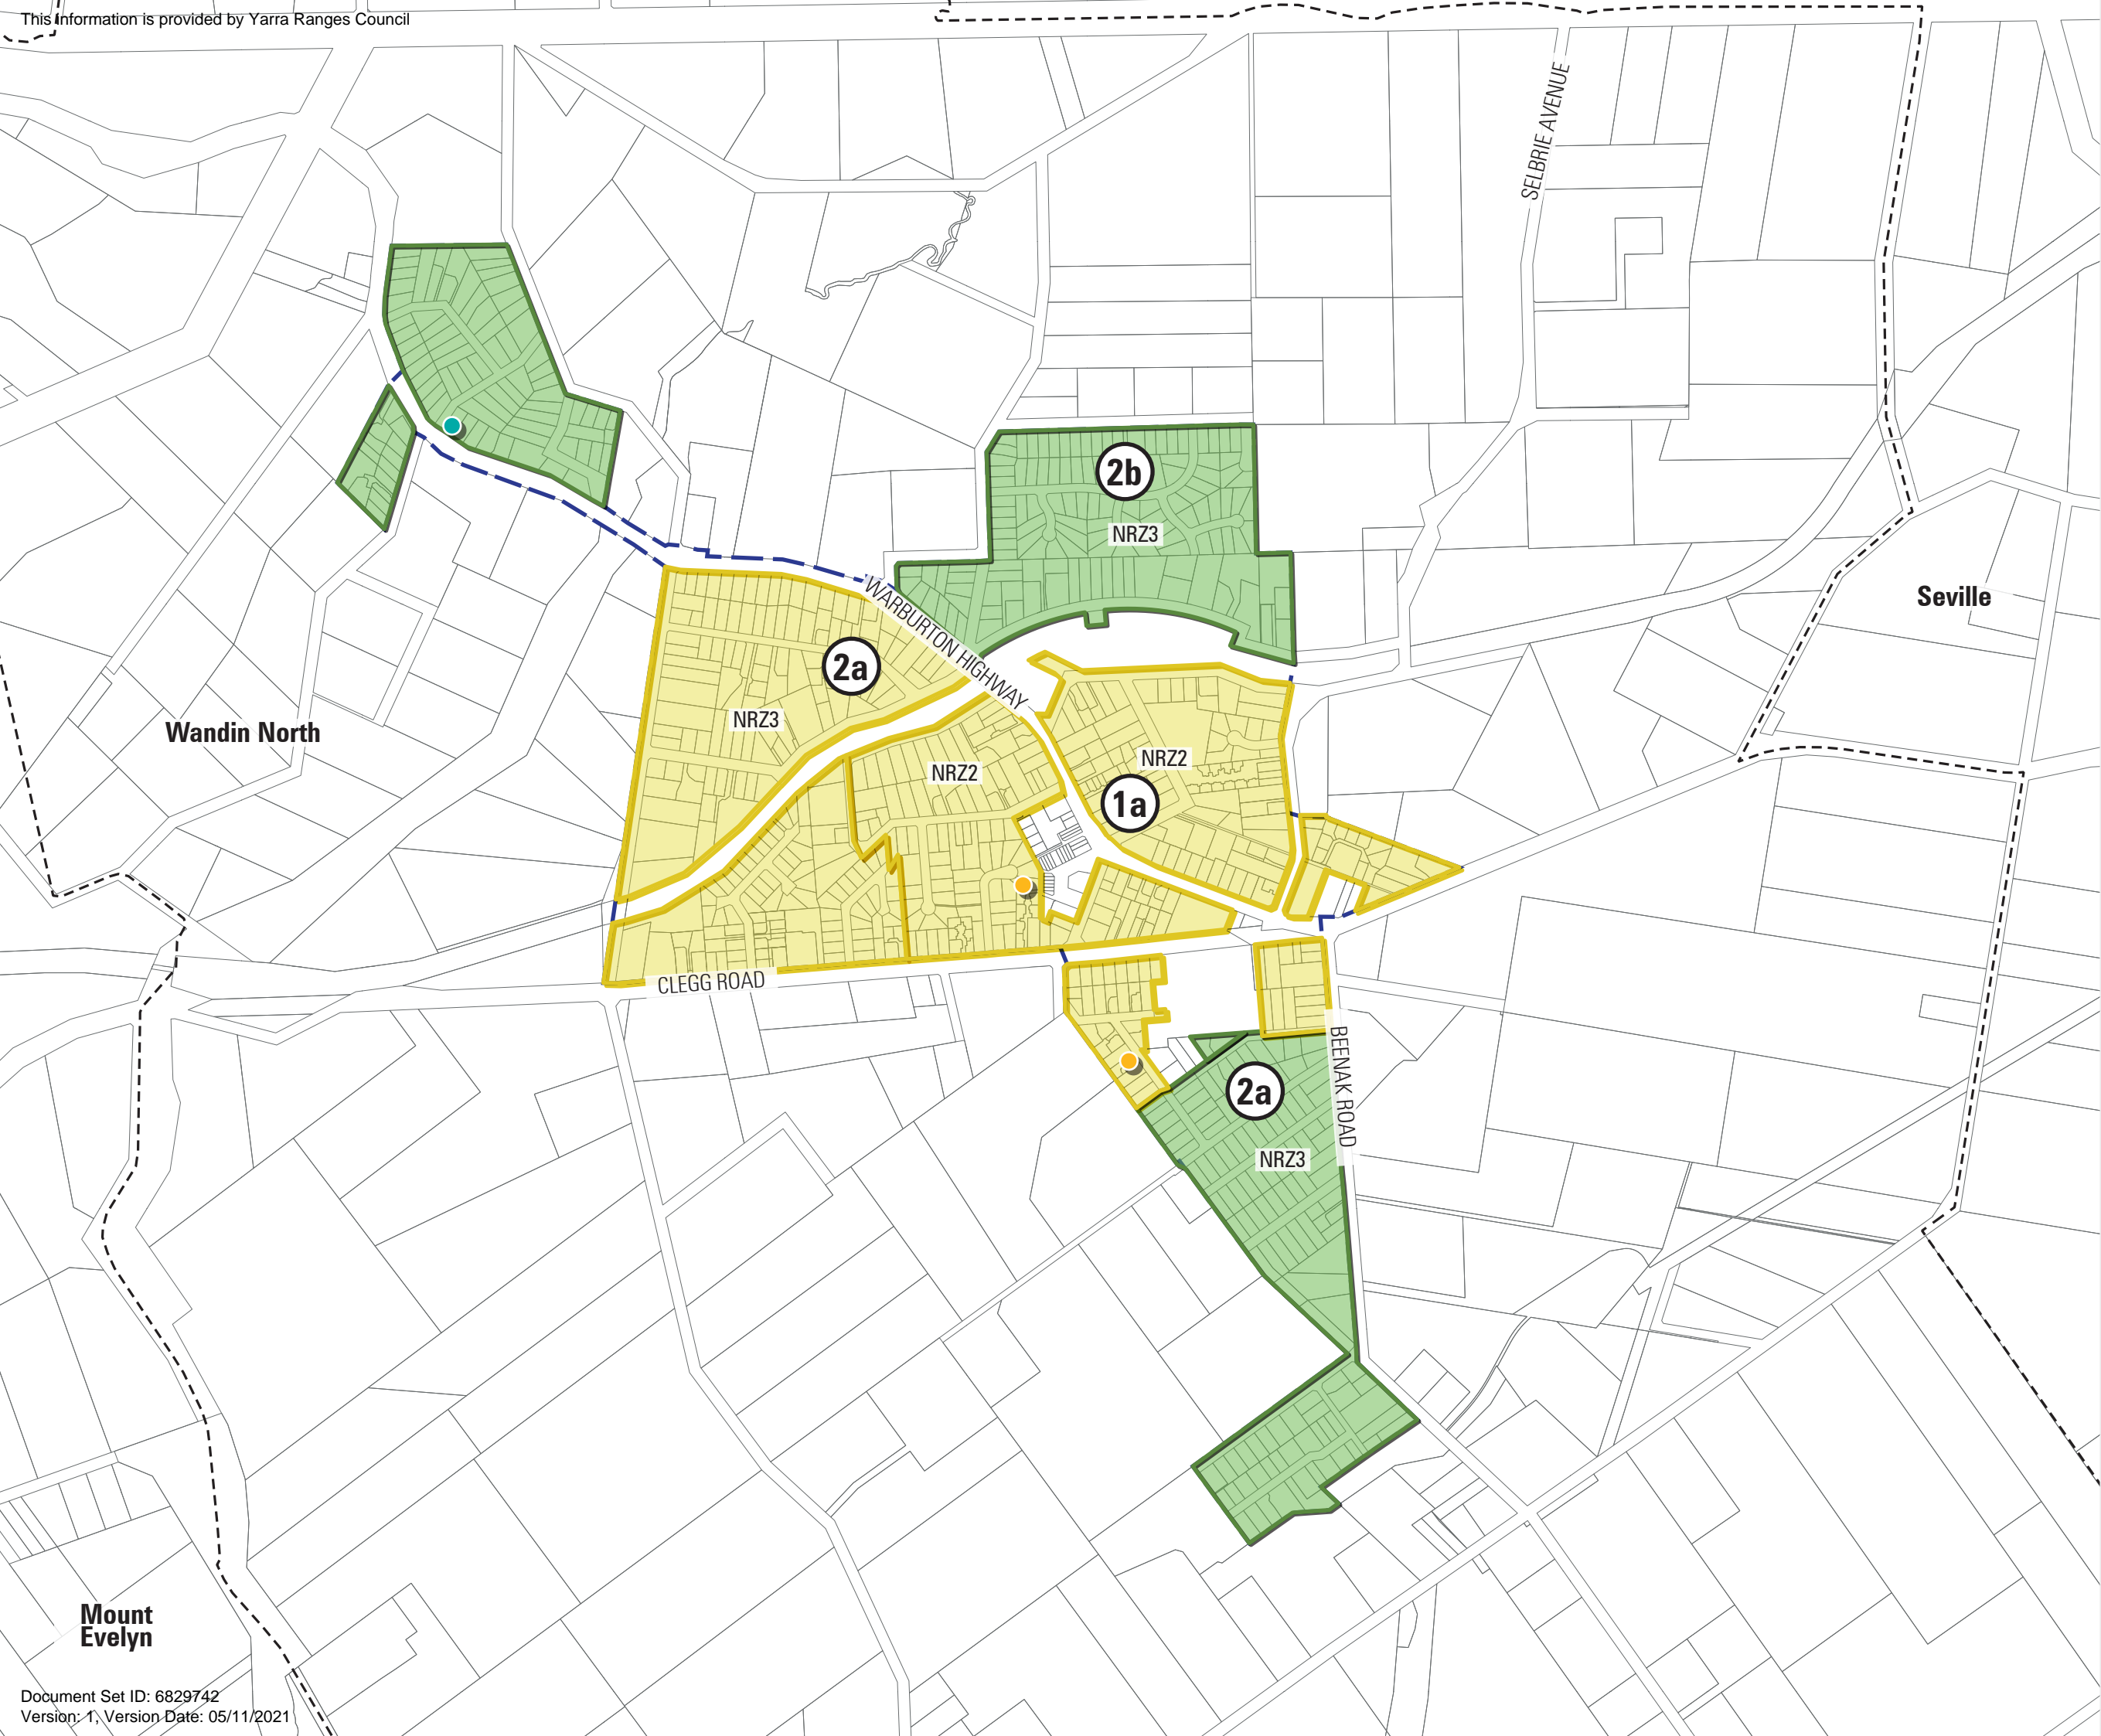 This information is provided by Yarra Ranges Council
SELBRIE AVENUE
2b
NRZ3
WARBURTON HIGHWAY
Seville
2a
NRZ3
Wandin North
NRZ2
NRZ2
1a
CLEGG ROAD
BEENAK ROAD
2a
NRZ3
Mount
Evelyn
Document Set ID: 6829742
Version: 1, Version Date: 05/11/2021